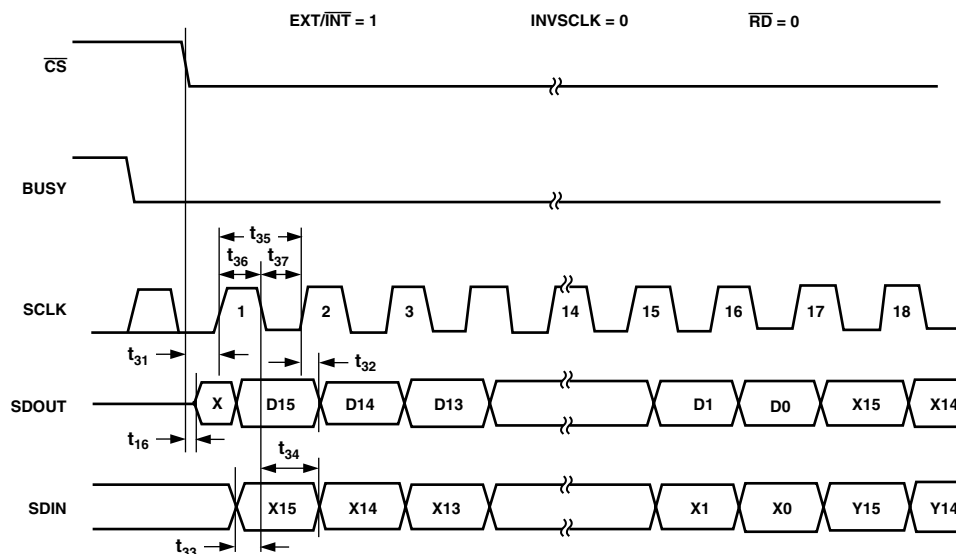 EXT/INT = 1 INVSCLK = 0 RD = 0
CS
BUSY
t35
t36 t37
SCLK 1 2 3 14 15 16 17 18
t31 t32
SDOUT X D15 D14 D13 D1 D0 X15 X14
t16
t34
SDIN X15 X14 X13 X1 X0 Y15 Y14
t33